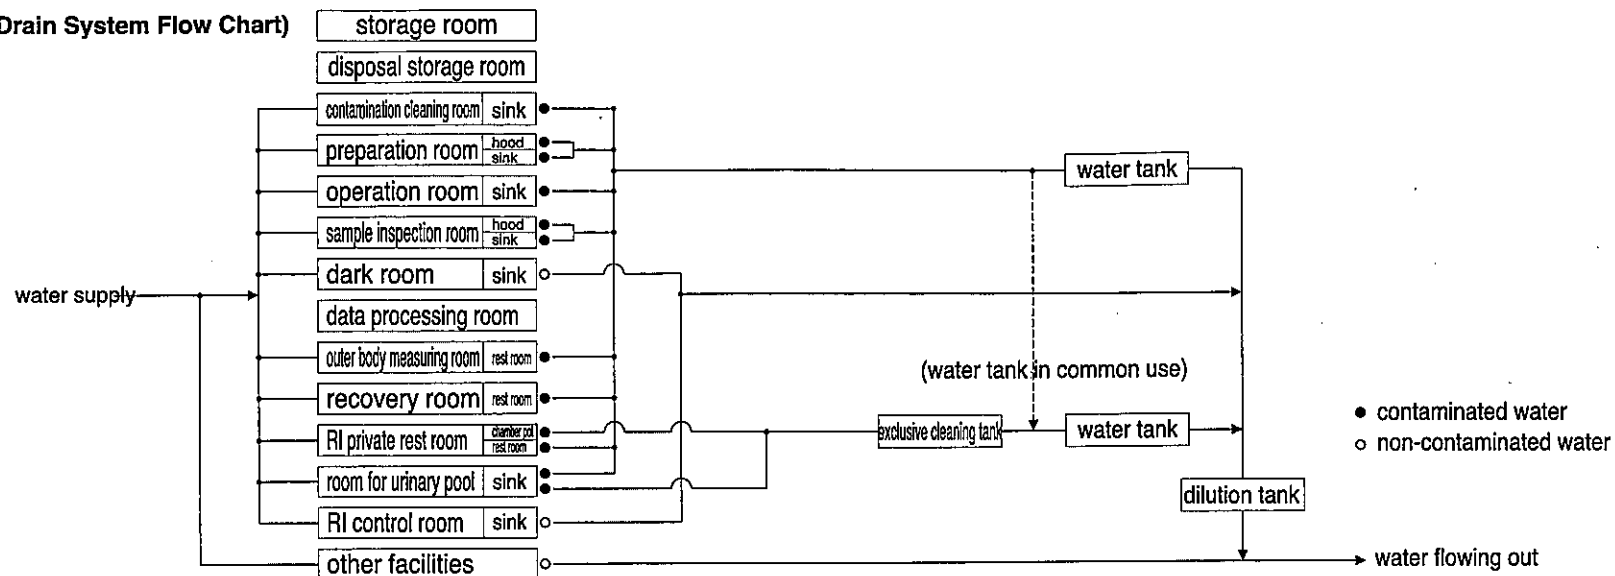 Drain System Flow Chart)
storage room
disposal storage room
contamination cleaning room sink
preparation room hood
sink
operation room sink
sample inspection room hood
sink
dark room sink
water supply
data processing room
outer body measuring room rest room
recovery room rest room
RI private rest room chamber pot
rest room
room for urinary pool sink
RI control room sink
other facilities
water tank
(water tank in common use)
exclusive cleaning tank
water tank
dilution tank
water flowing out
● contaminated water
○ non-contaminated water